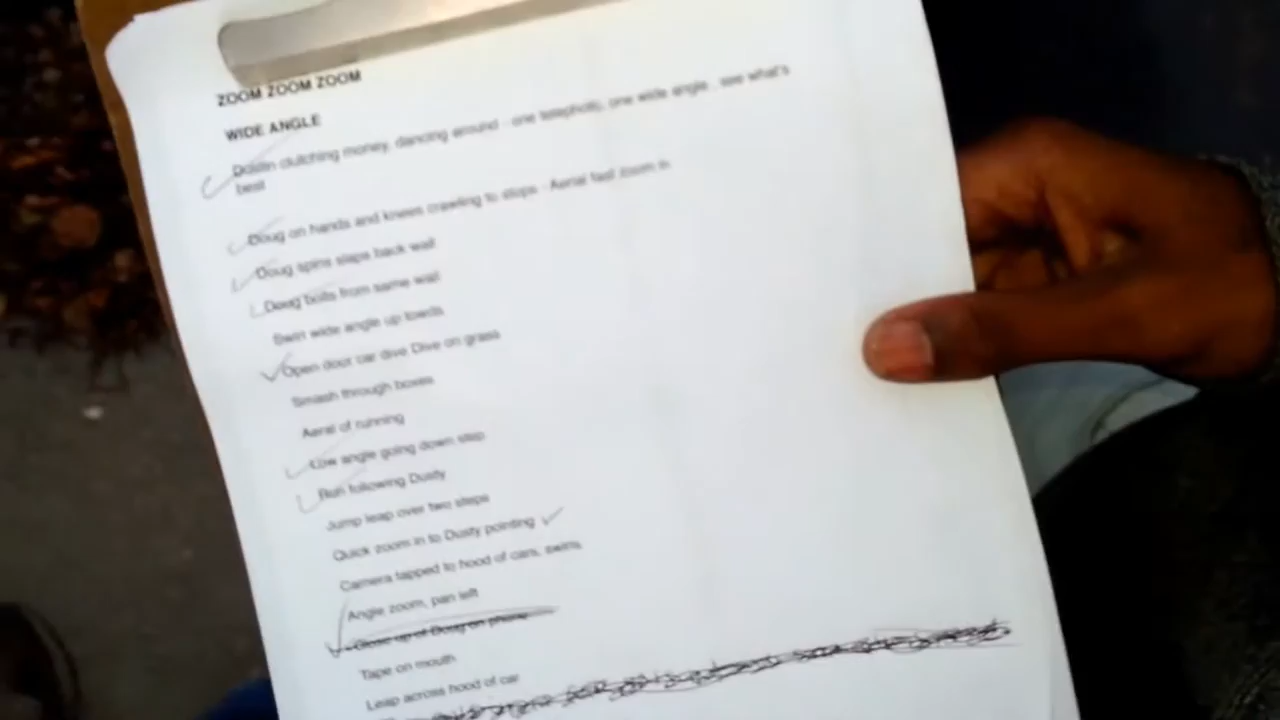 ZOOM ZOOM ZOOM
WIDE ANGLE
Dustin clutching money, dancing around - one telephoto, one wide angle - see what's
best
Doug on hands and knees crawling to steps - Aerial fast zoom in
Doug spins slaps back wall
Doug bolts from same wall
Swirl wide angle up towards
Open door car dive Dive on grass
Smash through boxes
Aeral of running
Low angle going down step
Run following Dusty
Jump leap over two steps
Quick zoom in to Dusty pointing
Camera tapped to hood of cars, swins
Angle zoom, pan left
Close up of Doug on phone
Tape on mouth
Leap across hood of car